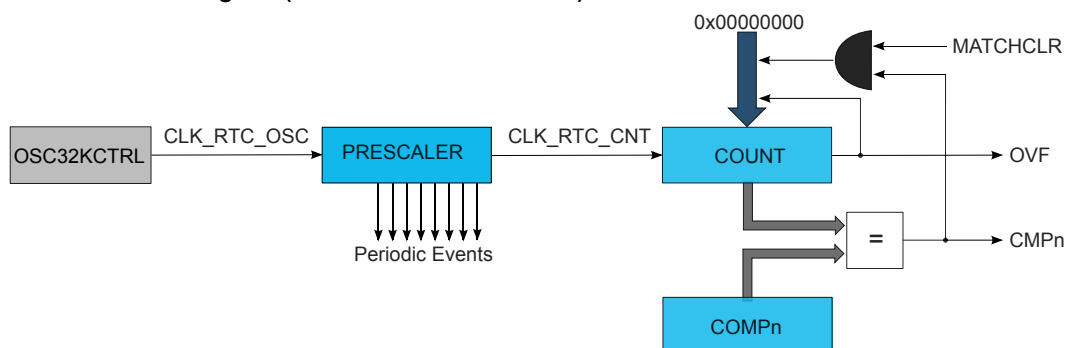 0x00000000
MATCHCLR
OSC32KCTRL
CLK_RTC_OSC
PRESCALER
CLK_RTC_CNT
COUNT
OVF
Periodic Events
=
CMPn
COMPn